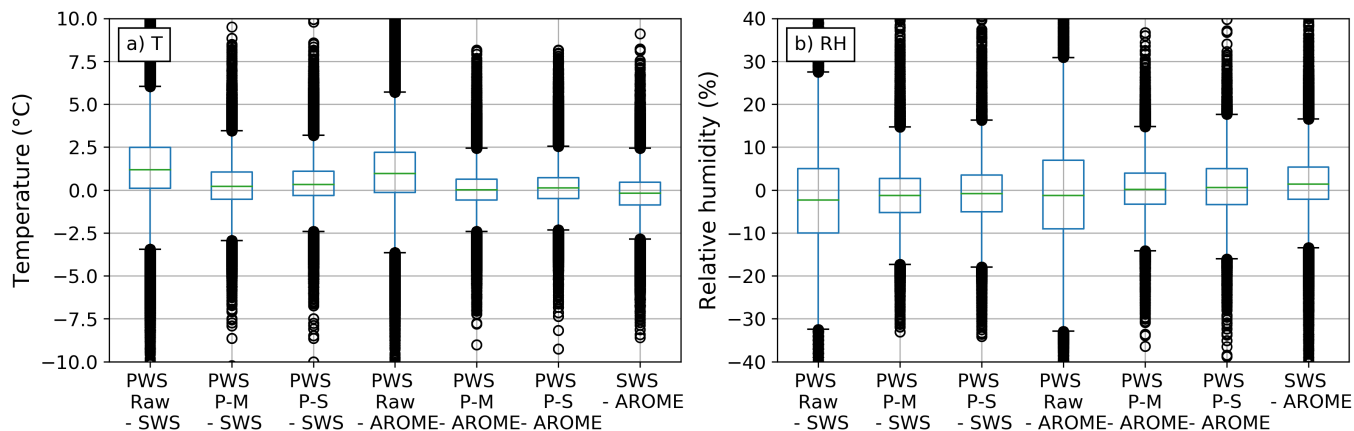 a) T
Temperature (°C)
10.0
7.5
5.0
2.5
0.0
−2.5
−5.0
−7.5
−10.0
PWS PWS PWS PWS PWS PWS SWS
Raw P-M P-S Raw P-M P-S - AROME
- SWS - SWS - SWS - AROME - AROME - AROME
b) RH
Relative humidity (%)
40
30
20
10
0
−10
−20
−30
−40
PWS PWS PWS PWS PWS PWS SWS
Raw P-M P-S Raw P-M P-S - AROME
- SWS - SWS - SWS - AROME - AROME - AROME